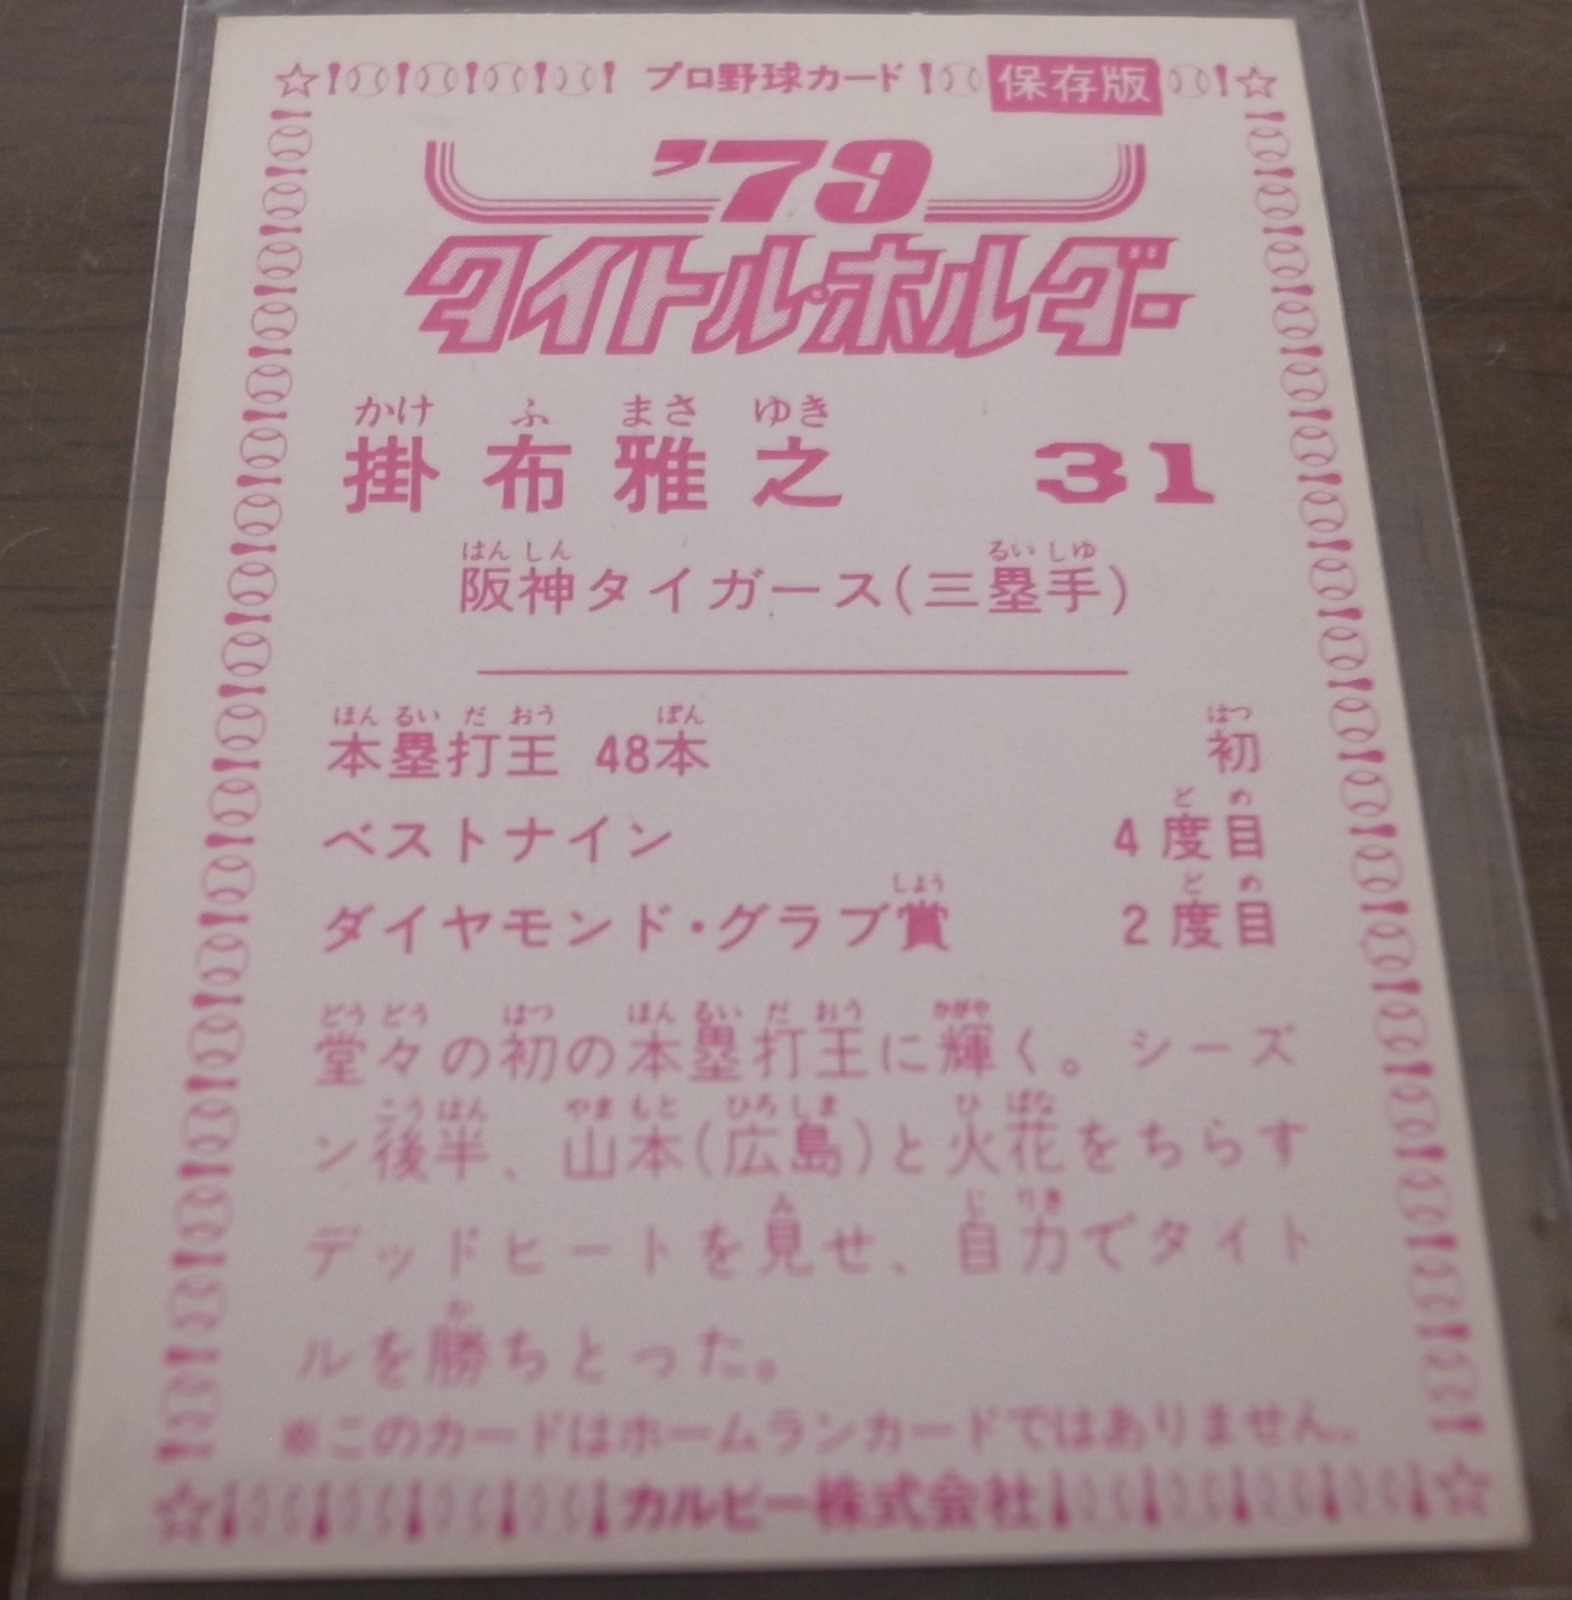 プロ野球カード 保存版
'79
タイトル・ホルダー
かけ ふ まさ ゆき
掛布雅之 31
はん しん るい しゆ
阪神タイガース(三塁手)
ほん るい だ おう ぽん はつ
本塁打王 48本 初
ど め
ベストナイン 4度目
しよう ど め
ダイヤモンド・グラブ賞 2度目
どう どう はつ ほん るい だ おう かがや
堂々の初の本塁打王に輝く。シーズ
こう はん やま もと ひろ しま ひ ばな
ン後半、山本(広島)と火花をちらす
み じ りき
デッドヒートを見せ、自力でタイト
か
ルを勝ちとった。
※このカードはホームランカードではありません。
カルビー株式会社